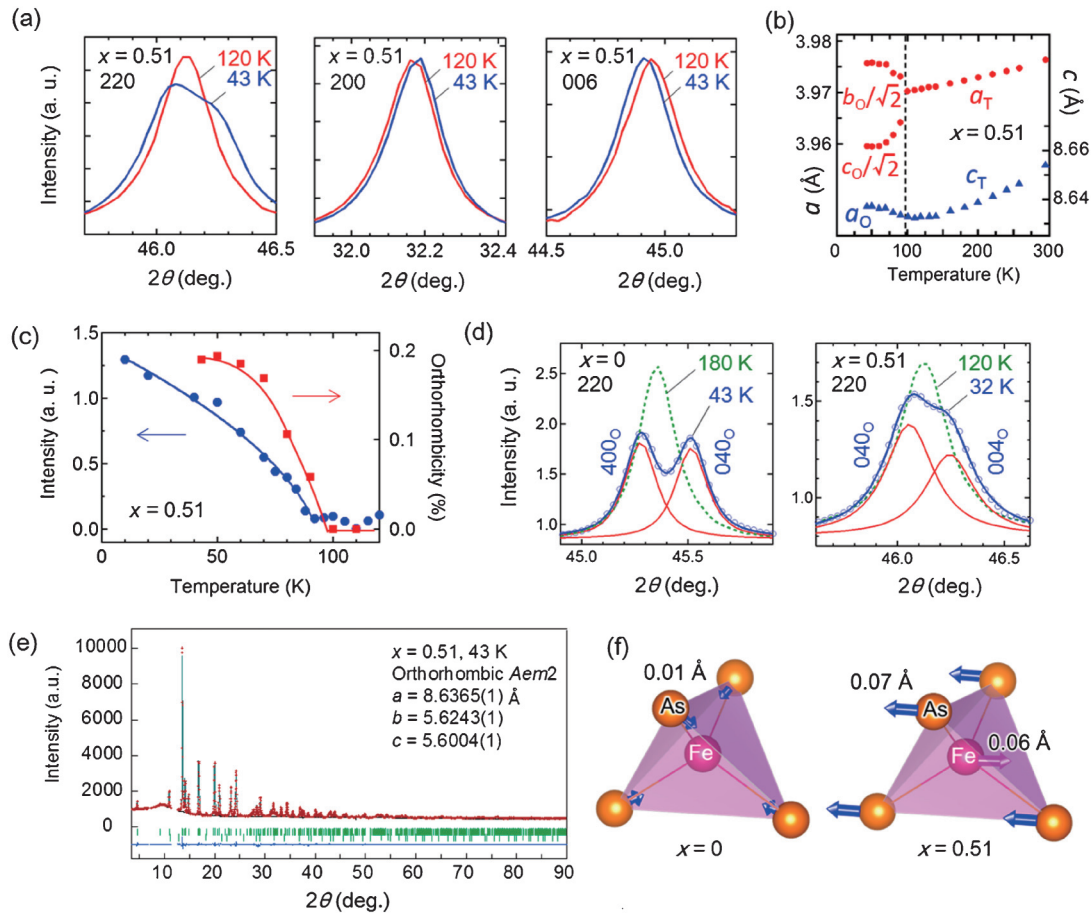 (a)
Intensity (a. u.)
x = 0.51
220
120 K
43 K
46.0
46.5
2θ (deg.)
x = 0.51
200
120 K
43 K
32.0
32.2
32.4
2θ (deg.)
x = 0.51
006
120 K
43 K
44.5
45.0
2θ (deg.)
(b)
a (Å)
3.98
3.97
3.96
bO/√2
cO/√2
aO
aT
cT
x = 0.51
c (Å)
8.66
8.64
0
50
100
150
200
250
300
Temperature (K)
(c)
Intensity (a. u.)
1.5
1.0
0.5
0.0
x = 0.51
0.2
0.1
0.0
Orthorhombicity (%)
0
50
100
Temperature (K)
(d)
Intensity (a. u.)
x = 0
220
180 K
43 K
400O
040O
2.5
2.0
1.5
1.0
45.0
45.5
2θ (deg.)
x = 0.51
220
120 K
32 K
040O
004O
1.5
1.0
46.0
46.5
2θ (deg.)
(e)
Intensity (a.u.)
10000
8000
6000
4000
2000
0
x = 0.51, 43 K
Orthorhombic Aem2
a = 8.6365(1) Å
b = 5.6243(1)
c = 5.6004(1)
10
20
30
40
50
60
70
80
90
2θ (deg.)
(f)
0.01 Å
As
Fe
x = 0
0.07 Å
As
Fe
0.06 Å
x = 0.51